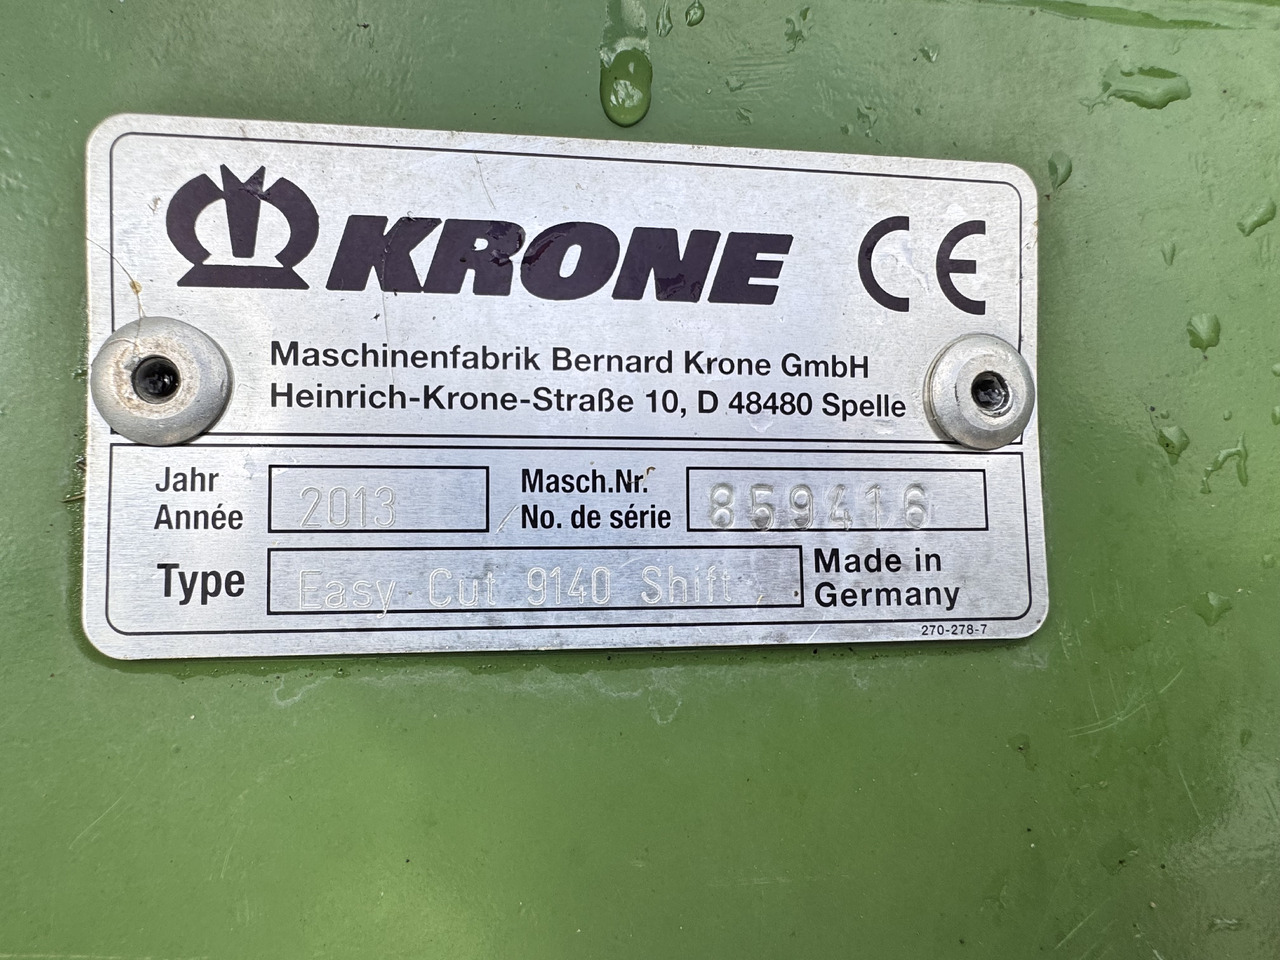 KRONE CE
Maschinenfabrik Bernard Krone GmbH
Heinrich-Krone-Straße 10, D 48480 Spelle
Jahr
Année
2013
Masch.Nr.
No. de série
859416
Type
Easy Cut 9140 Shift
Made in
Germany
270-278-7